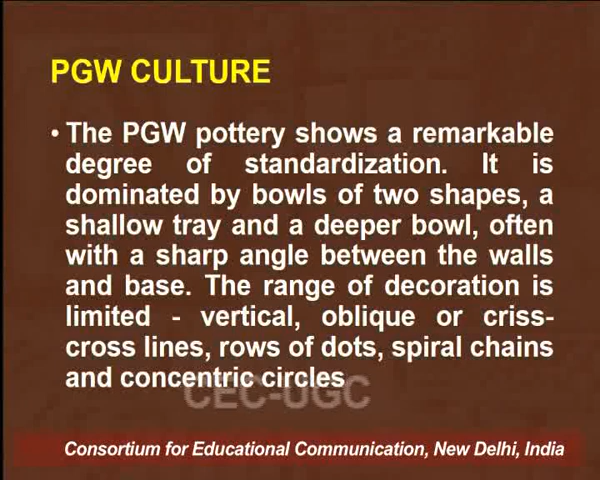 PGW CULTURE
• The PGW pottery shows a remarkable
degree of standardization. It is
dominated by bowls of two shapes, a
shallow tray and a deeper bowl, often
with a sharp angle between the walls
and base. The range of decoration is
limited - vertical, oblique or criss-
cross lines, rows of dots, spiral chains
and concentric circles
CEC-UGC
Consortium for Educational Communication, New Delhi, India